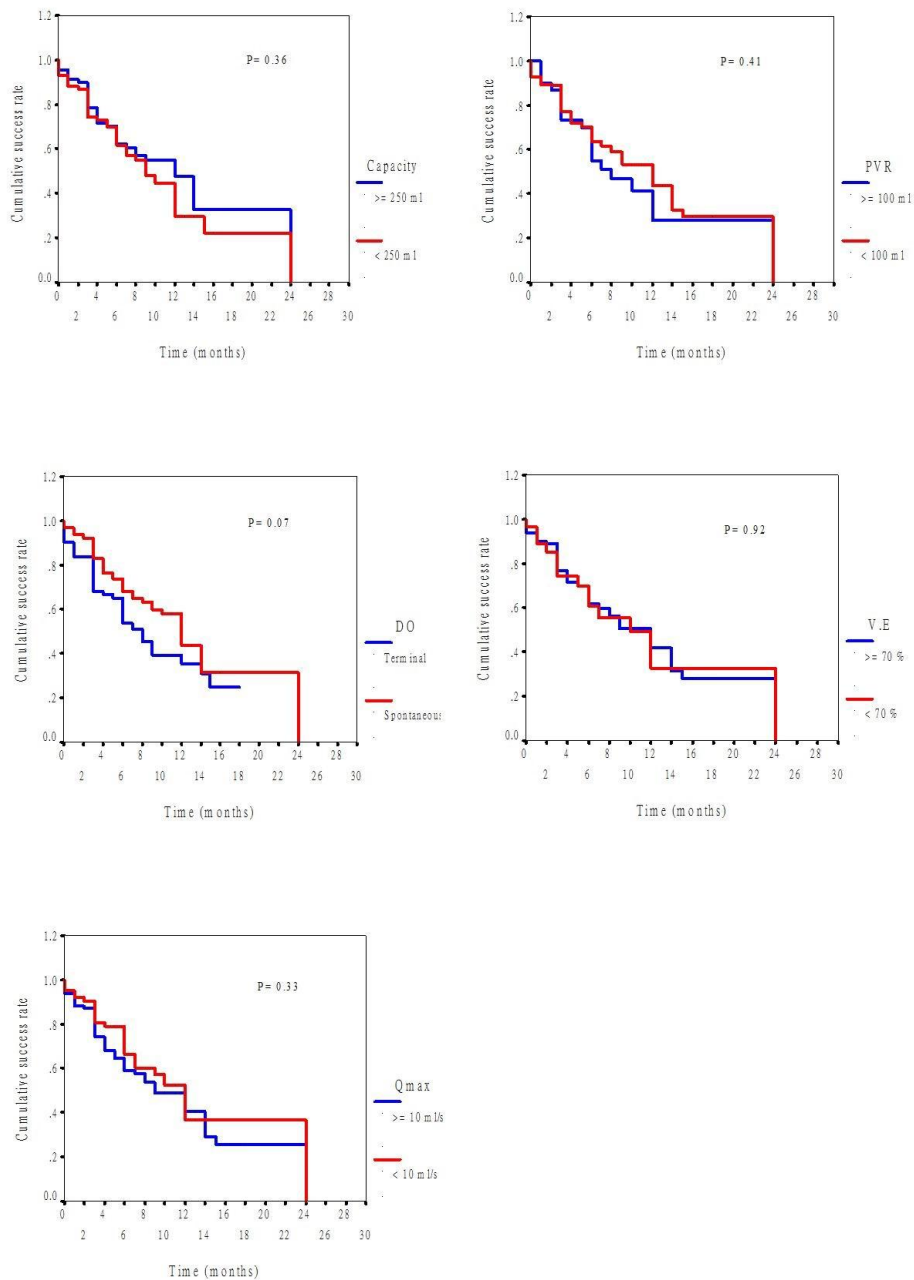 1.2
P= 0.36
1.0
.8
.6
.4
.2
0.0
Cumulative success rate
0 4 8 12 16 20 24 28
2 6 10 14 18 22 26 30
Time (months)
Capacity
>= 250 ml
< 250 ml
1.2
P= 0.41
1.0
.8
.6
.4
.2
0.0
Cumulative success rate
0 4 8 12 16 20 24 28
2 6 10 14 18 22 26 30
Time (months)
PVR
>= 100 ml
< 100 ml
1.2
P= 0.07
1.0
.8
.6
.4
.2
0.0
Cumulative success rate
0 4 8 12 16 20 24 28
2 6 10 14 18 22 26 30
Time (months)
DO
Terminal
Spontaneous
1.2
P= 0.92
1.0
.8
.6
.4
.2
0.0
Cumulative success rate
0 4 8 12 16 20 24 28
2 6 10 14 18 22 26 30
Time (months)
V.E
>= 70 %
< 70 %
1.2
P= 0.33
1.0
.8
.6
.4
.2
0.0
Cumulative success rate
0 4 8 12 16 20 24 28
2 6 10 14 18 22 26 30
Time (months)
Qmax
>= 10 ml/s
< 10 ml/s